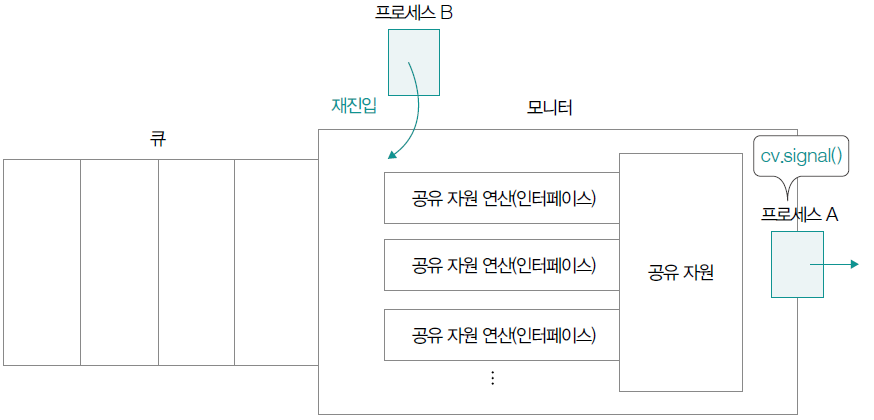 프로세스 B
재진입
모니터
큐
cv.signal()
공유 자원 연산(인터페이스)
프로세스 A
공유 자원 연산(인터페이스)
공유 자원
공유 자원 연산(인터페이스)
⋮